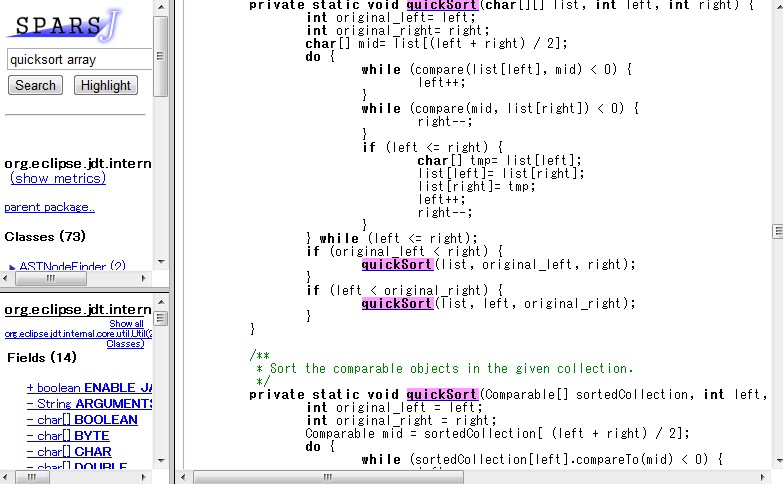 SPARSJ
quicksort array
Search Highlight
org.eclipse.jdt.intern
(show metrics)
parent package..
Classes (73)
ASTNodeFinder (2)
org.eclipse.jdt.intern
Show all
org.eclipse.jdt.internal.core.util.Util(2
Classes)
Fields (14)
+ boolean ENABLE_JA
- String ARGUMENTS
- char[] BOOLEAN
- char[] BYTE
- char[] CHAR
- char[] DOUBLE
private static void quickSort(char[][] list, int left, int right) {
int original_left= left;
int original_right= right;
char[] mid= list[(left + right) / 2];
do {
while (compare(list[left], mid) < 0) {
left++;
}
while (compare(mid, list[right]) < 0) {
right--;
}
if (left <= right) {
char[] tmp= list[left];
list[left]= list[right];
list[right]= tmp;
left++;
right--;
}
} while (left <= right);
if (original_left < right) {
quickSort(list, original_left, right);
}
if (left < original_right) {
quickSort(list, left, original_right);
}
}
/**
* Sort the comparable objects in the given collection.
*/
private static void quickSort(Comparable[] sortedCollection, int left,
int original_left = left;
int original_right = right;
Comparable mid = sortedCollection[ (left + right) / 2];
do {
while (sortedCollection[left].compareTo(mid) < 0) {